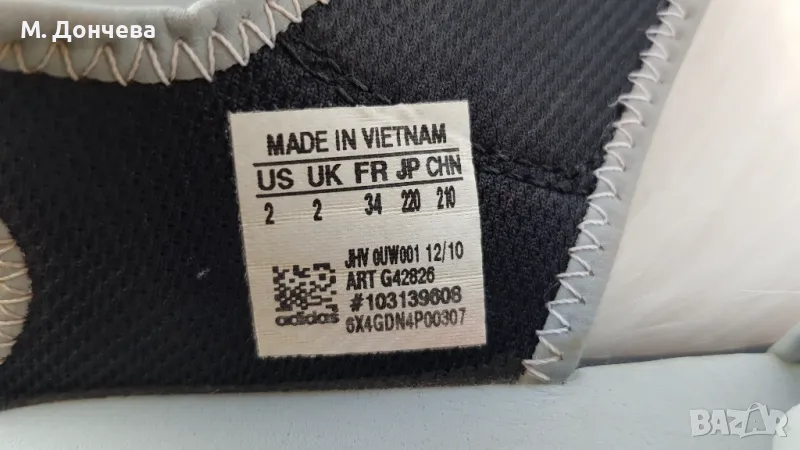 М. Дончева
MADE IN VIETNAM
US UK FR JP CHN
2 2 34 220 210
JHV 0UW001 12/10
ART G42826
#103139608
adidas 6X4GDN4P00307
BAZAR